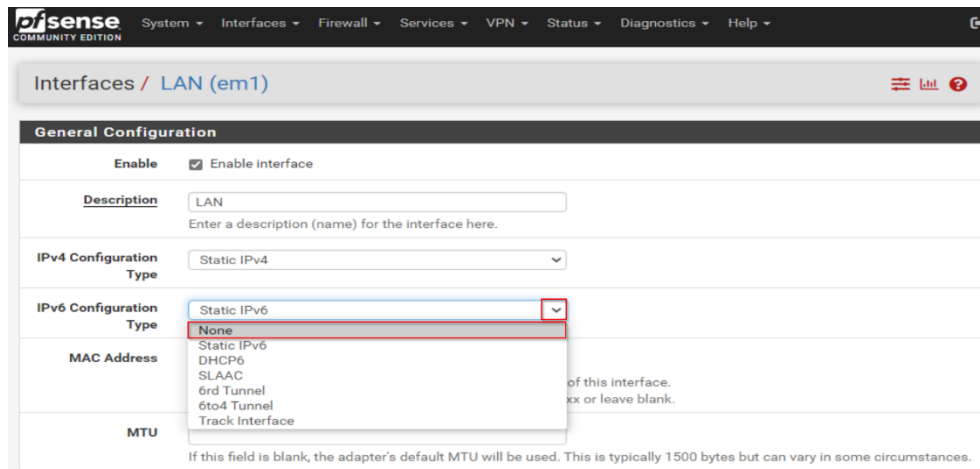 pfsense
COMMUNITY EDITION
System Interfaces Firewall Services VPN Status Diagnostics Help
Interfaces / LAN (em1)
General Configuration
Enable Enable interface
Description LAN
Enter a description (name) for the interface here.
IPv4 Configuration Type Static IPv4
IPv6 Configuration Type Static IPv6
None
Static IPv6
DHCP6
SLAAC
6rd Tunnel
6to4 Tunnel
Track Interface
MAC Address
of this interface.
xx or leave blank.
MTU
If this field is blank, the adapter's default MTU will be used. This is typically 1500 bytes but can vary in some circumstances.